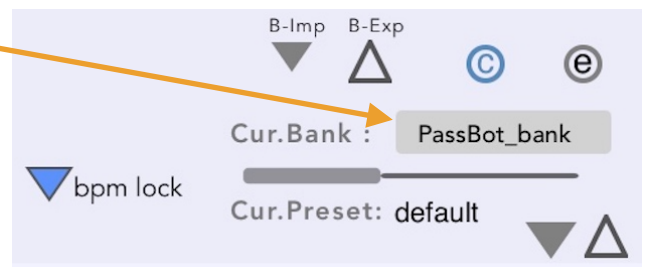 B-Imp B-Exp
© ⓔ
Cur.Bank : PassBot_bank
bpm lock
Cur.Preset: default